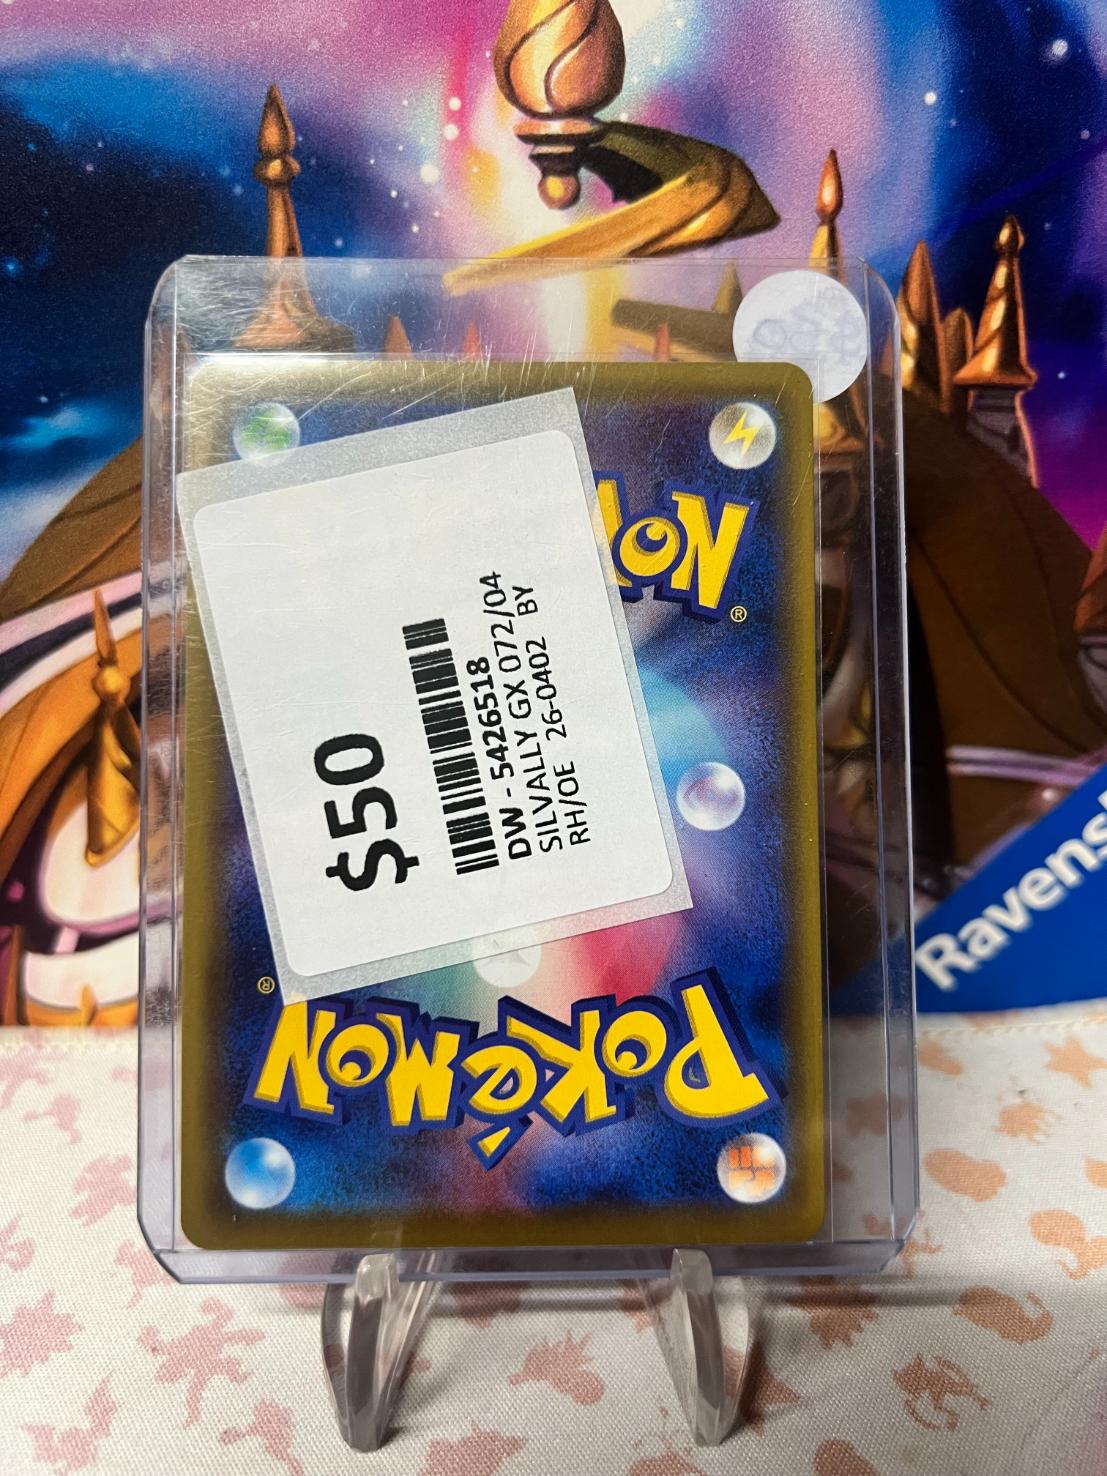 $50
DW - 5426518
SILVALLY GX 072/04
RH/OE 26-0402 BY
POKéMON
®
®
Ravens